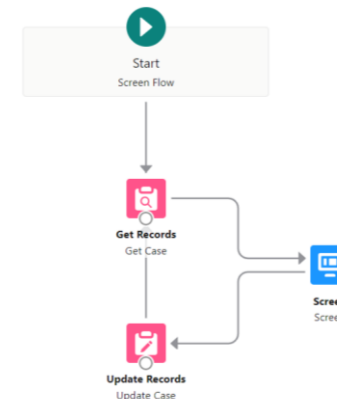 Start
Screen Flow
Get Records
Get Case
Update Records
Update Case